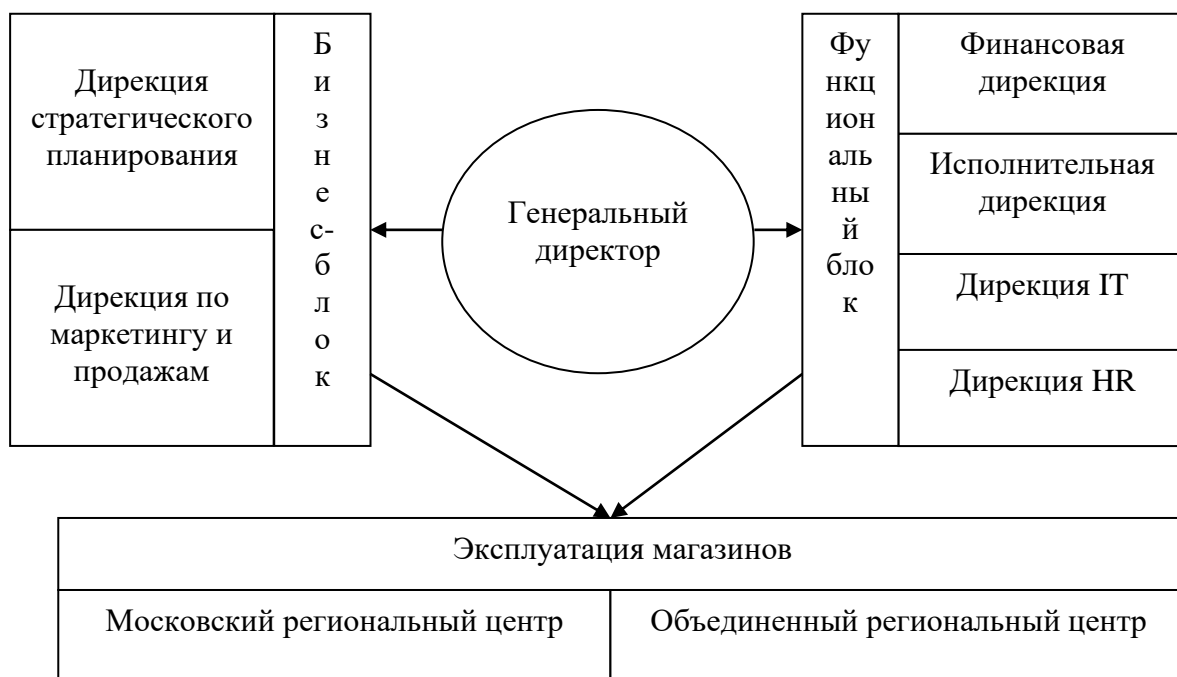 Дирекция
стратегического
планирования
Дирекция по
маркетингу и
продажам
Б
и
з
н
е
с-
б
л
о
к
Генеральный
директор
Фу
нкц
ион
аль
ны
й
бло
к
Финансовая
дирекция
Исполнительная
дирекция
Дирекция IT
Дирекция HR
Эксплуатация магазинов
Московский региональный центр
Объединенный региональный центр